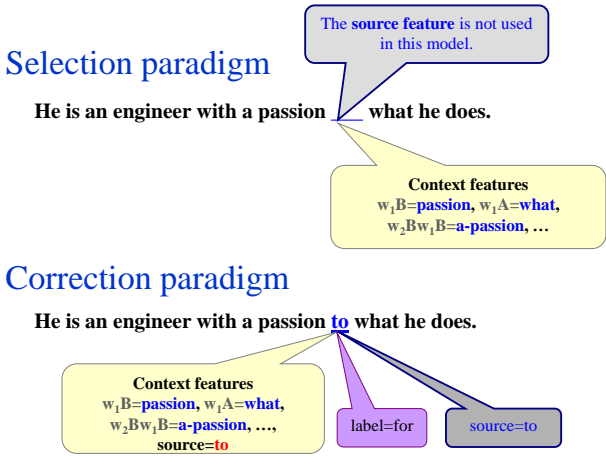 The source feature is not used
in this model.
Selection paradigm
He is an engineer with a passion ___ what he does.
Context features
w₁B=passion, w₁A=what,
w₂Bw₁B=a-passion, …
Correction paradigm
He is an engineer with a passion to what he does.
Context features
w₁B=passion, w₁A=what,
w₂Bw₁B=a-passion, …,
source=to
label=for
source=to